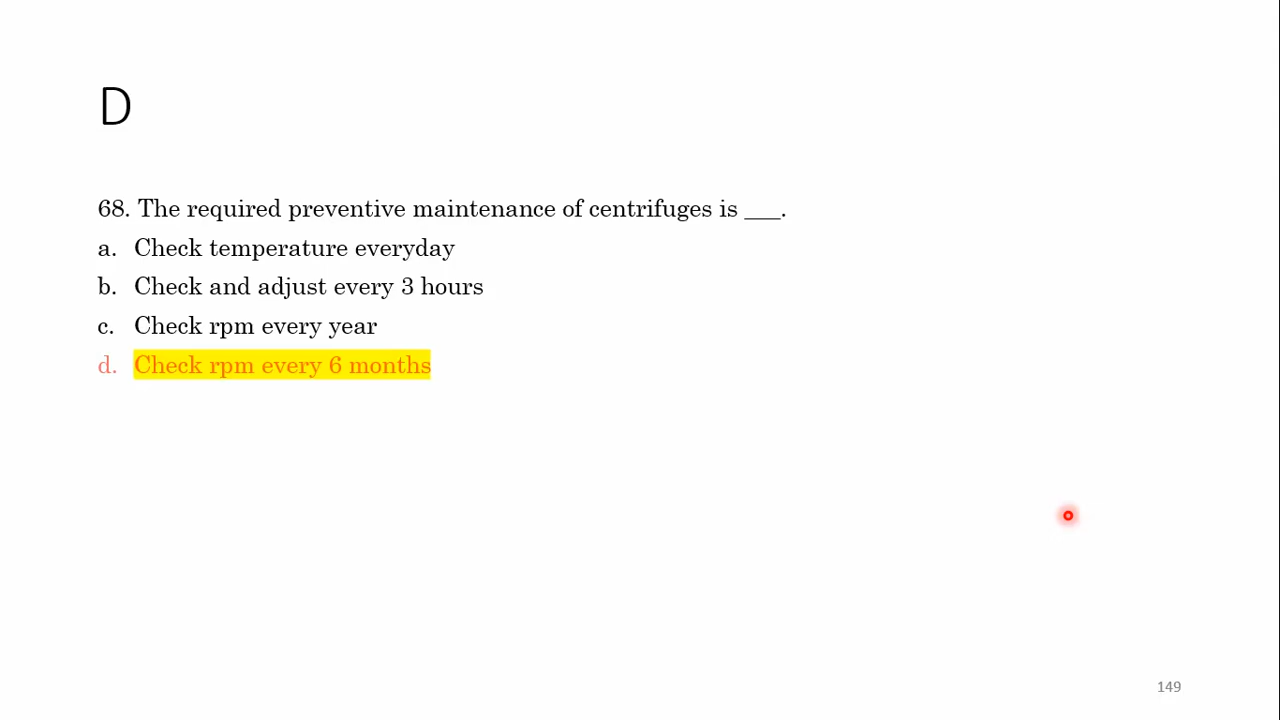 D
68. The required preventive maintenance of centrifuges is ___.
a. Check temperature everyday
b. Check and adjust every 3 hours
c. Check rpm every year
d. Check rpm every 6 months
149